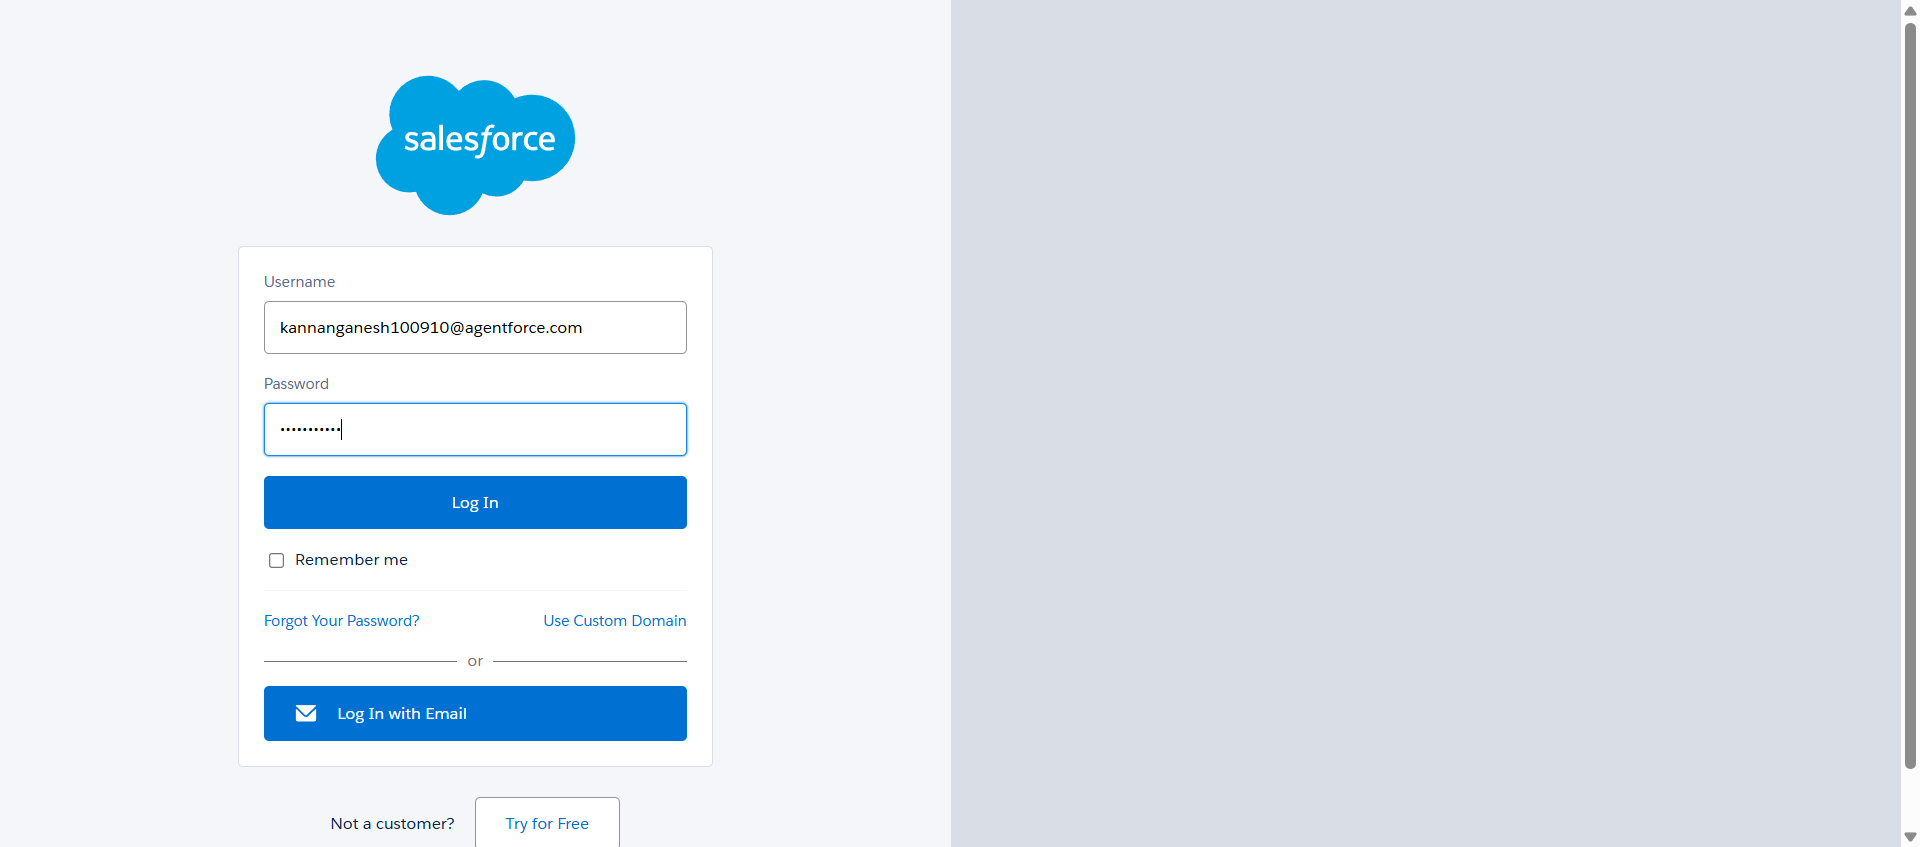 salesforce
Username
kannanganesh100910@agentforce.com
Password
•••••••••••
Log In
Remember me
Forgot Your Password?
Use Custom Domain
or
Log In with Email
Not a customer?
Try for Free